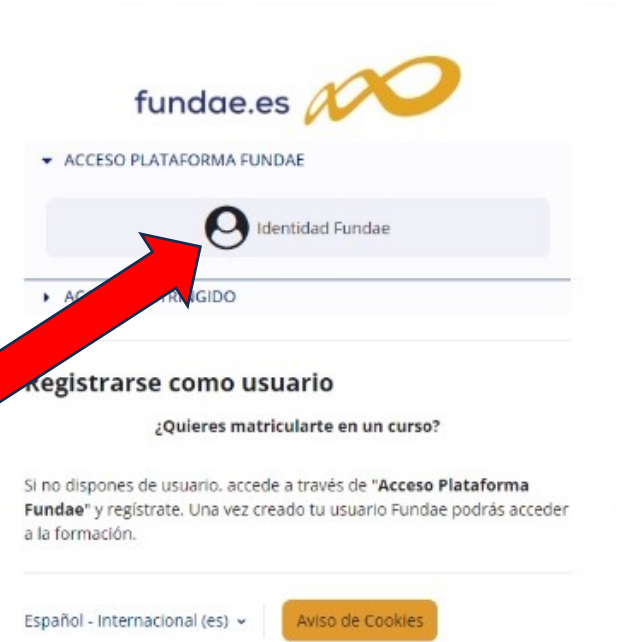 fundae.es
ACCESO PLATAFORMA FUNDAE
Identidad Fundae
Registrarse como usuario
¿Quieres matricularte en un curso?
Si no dispones de usuario. accede a través de "Acceso Plataforma
Fundae" y regístrate. Una vez creado tu usuario Fundae podrás acceder
a la formación.
Español - Internacional (es)
Aviso de Cookies